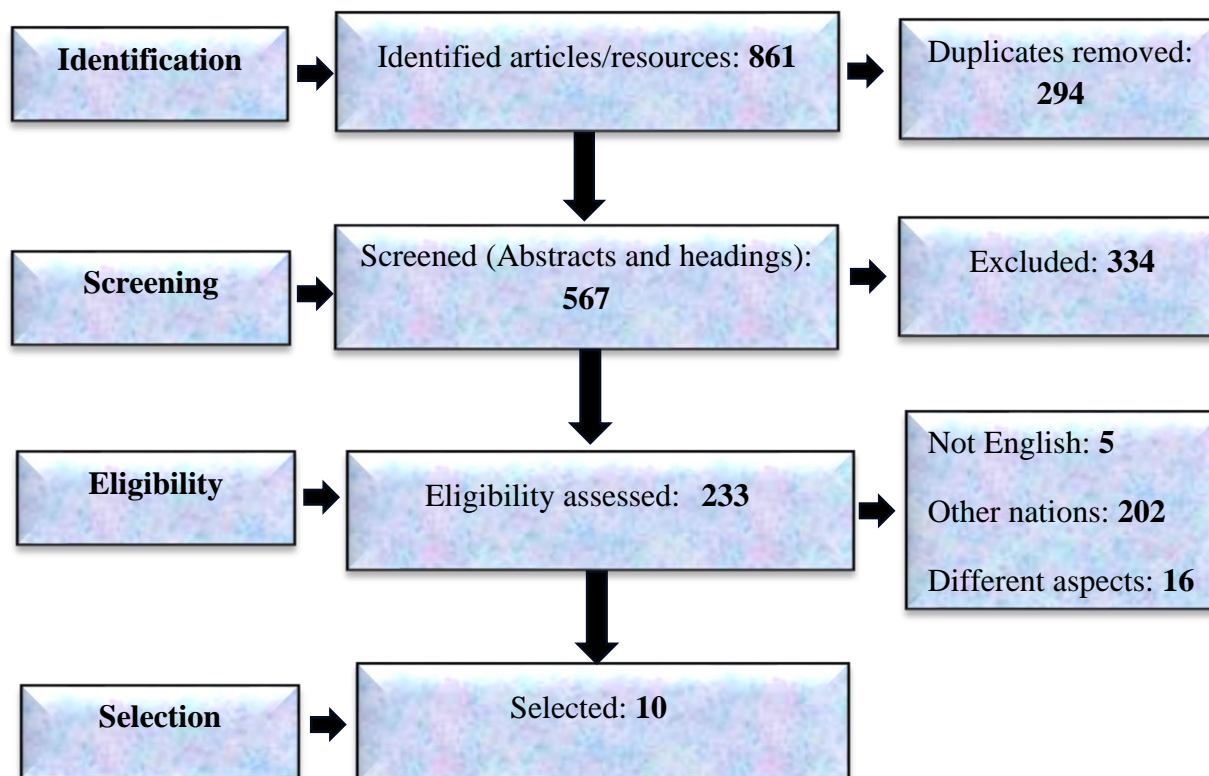 Identification
Identified articles/resources: 861
Duplicates removed:
294
Screening
Screened (Abstracts and headings):
567
Excluded: 334
Eligibility
Eligibility assessed: 233
Not English: 5
Other nations: 202
Different aspects: 16
Selection
Selected: 10